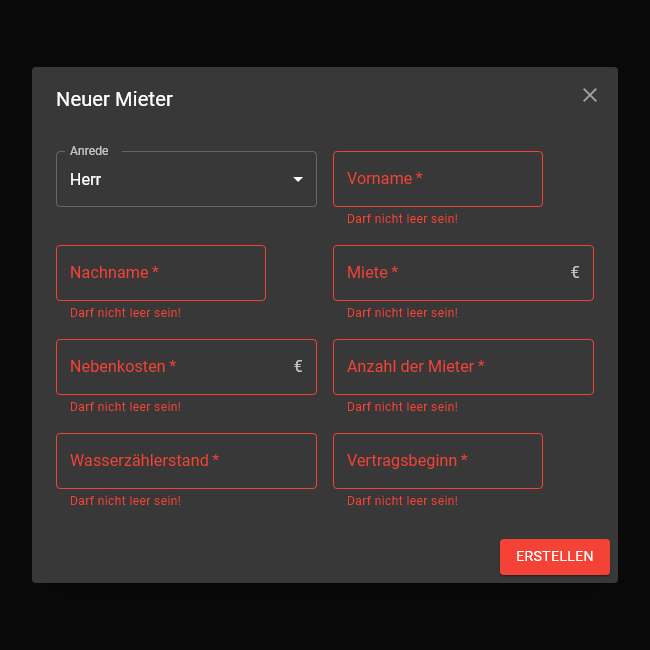 Neuer Mieter
Anrede
Herr
Vorname *
Darf nicht leer sein!
Nachname *
Darf nicht leer sein!
Miete *
€
Darf nicht leer sein!
Nebenkosten *
€
Darf nicht leer sein!
Anzahl der Mieter *
Darf nicht leer sein!
Wasserzählerstand *
Darf nicht leer sein!
Vertragsbeginn *
Darf nicht leer sein!
ERSTELLEN